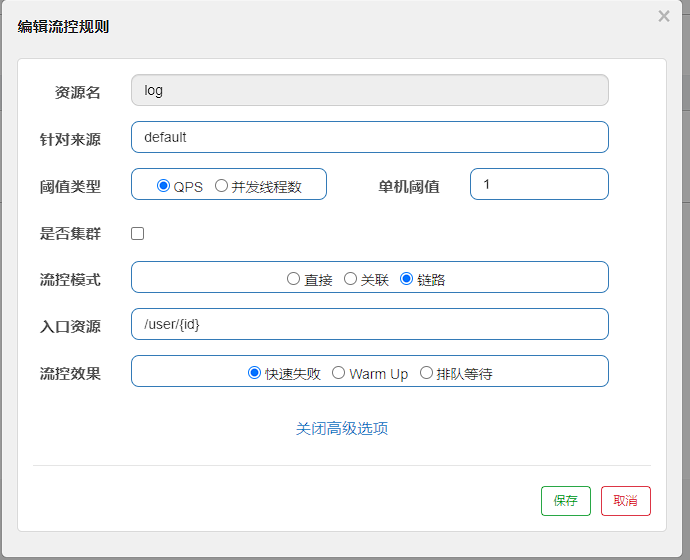 编辑流控规则 ×
资源名 log
针对来源 default
阈值类型 QPS 并发线程数 单机阈值 1
是否集群
流控模式 直接 关联 链路
入口资源 /user/{id}
流控效果 快速失败 Warm Up 排队等待
关闭高级选项
保存 取消